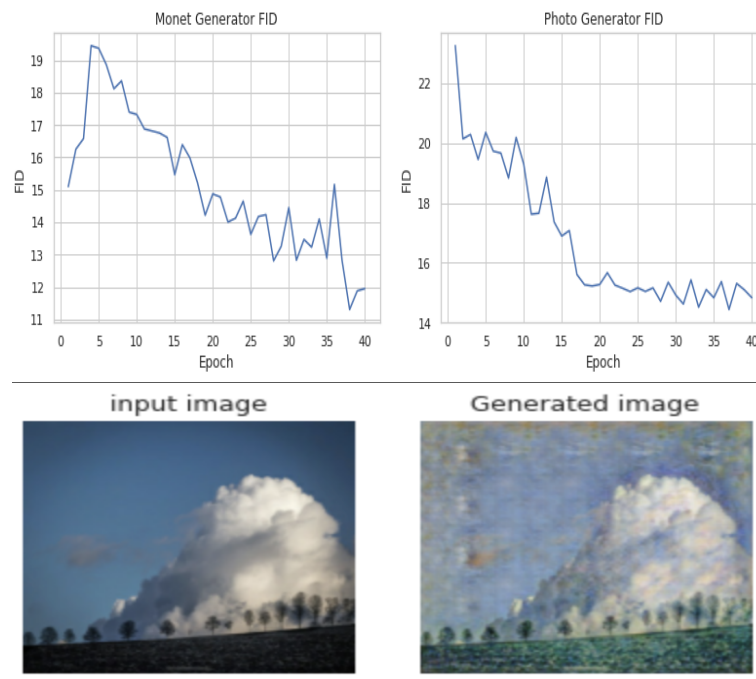 Monet Generator FID
19
18
17
16
15
14
13
12
11
FID
0 5 10 15 20 25 30 35 40
Epoch
Photo Generator FID
22
20
18
16
14
FID
0 5 10 15 20 25 30 35
Epoch
input image
Generated image